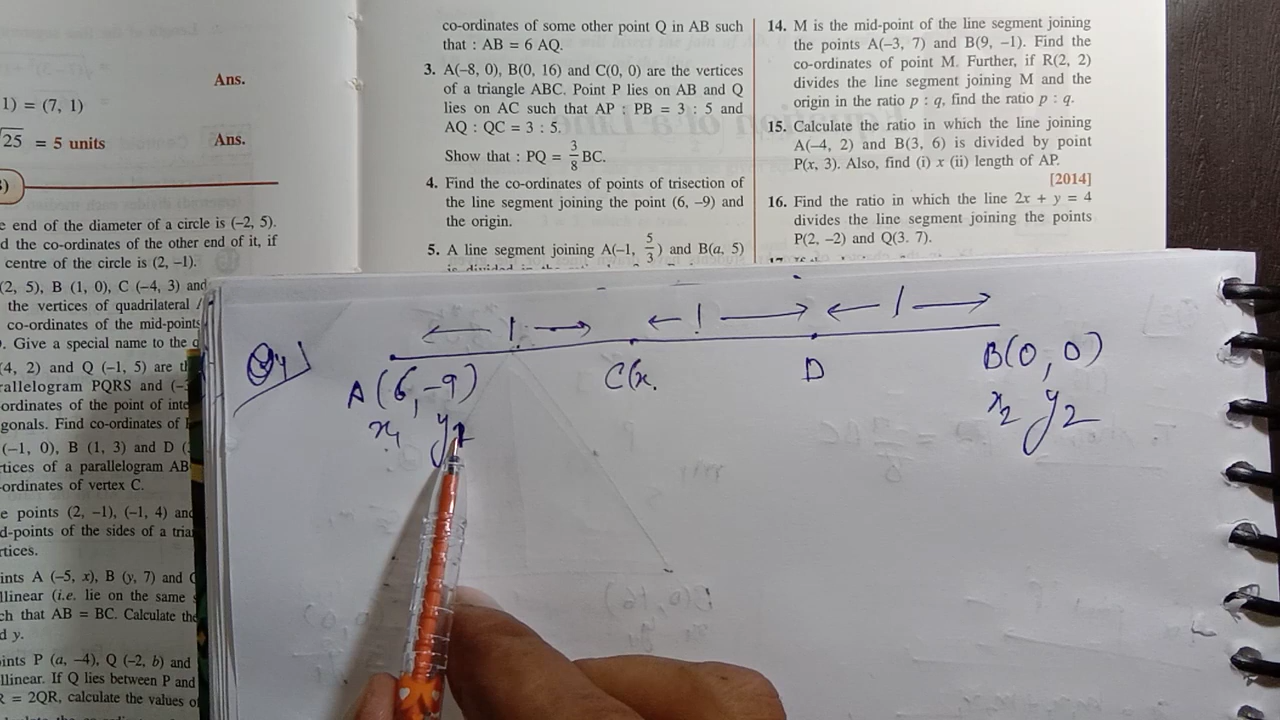 Ans.
1) = (7, 1)
√25 = 5 units Ans.
3)
e end of the diameter of a circle is (–2, 5).
d the co-ordinates of the other end of it, if
centre of the circle is (2, –1).
(2, 5), B (1, 0), C (–4, 3) and
the vertices of quadrilateral
co-ordinates of the mid-points
. Give a special name to the
(4, 2) and Q (–1, 5) are
rallelogram PQRS and
ordinates of the point of
gonals. Find co-ordinates of
(–1, 0), B (1, 3) and D
tices of a parallelogram
ordinates of vertex C.
e points (2, –1), (–1, 4) and
d-points of the sides of a
rtices.
ints A (–5, x), B (y, 7) and
llinear (i.e. lie on the same
ch that AB = BC. Calculate the
d y.
ints P (a, –4), Q (–2, b) and
llinear. If Q lies between P and
R = 2QR, calculate the values
co-ordinates of some other point Q in AB such
that : AB = 6 AQ.
3. A(–8, 0), B(0, 16) and C(0, 0) are the vertices
of a triangle ABC. Point P lies on AB and Q
lies on AC such that AP : PB = 3 : 5 and
AQ : QC = 3 : 5.
Show that : PQ = 3/8 BC.
4. Find the co-ordinates of points of trisection of
the line segment joining the point (6, –9) and
the origin.
5. A line segment joining A(–1, 5/3) and B(a, 5)
14. M is the mid-point of the line segment joining
the points A(–3, 7) and B(9, –1). Find the
co-ordinates of point M. Further, if R(2, 2)
divides the line segment joining M and the
origin in the ratio p : q, find the ratio p : q.
15. Calculate the ratio in which the line joining
A(–4, 2) and B(3, 6) is divided by point
P(x, 3). Also, find (i) x (ii) length of AP.
[2014]
16. Find the ratio in which the line 2x + y = 4
divides the line segment joining the points
P(2, –2) and Q(3. 7).
Q4)
1 1 1
A(6, –9) C(x, D B(0, 0)
x₁ y₁ x₂ y₂